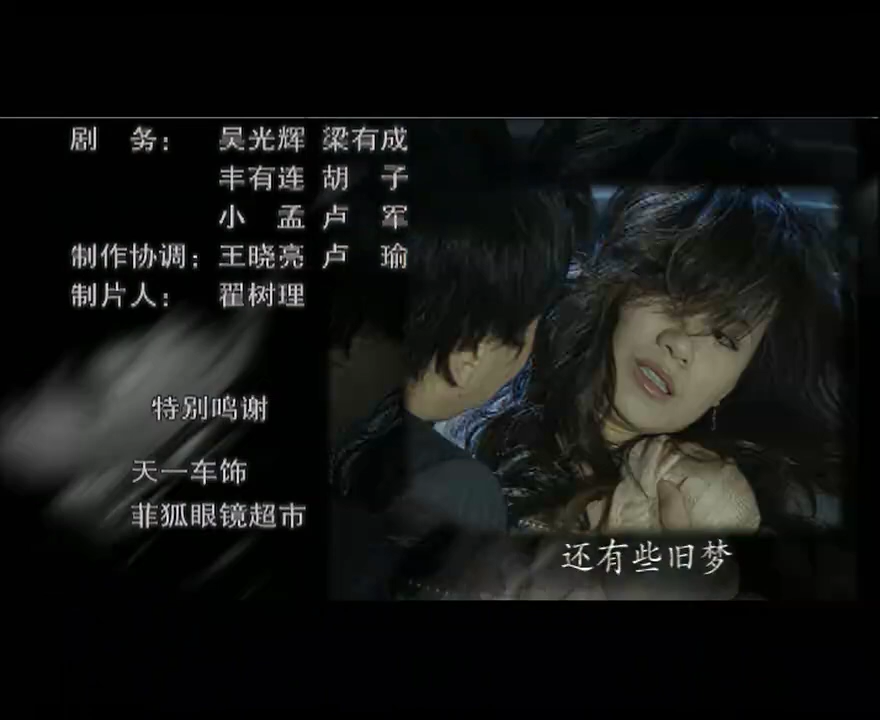 剧　务： 吴光辉 梁有成
丰有连 胡　子
小　孟 卢　军
制作协调： 王晓亮 卢　瑜
制片人： 翟树理
特别鸣谢
天一车饰
菲狐眼镜超市
还有些旧梦